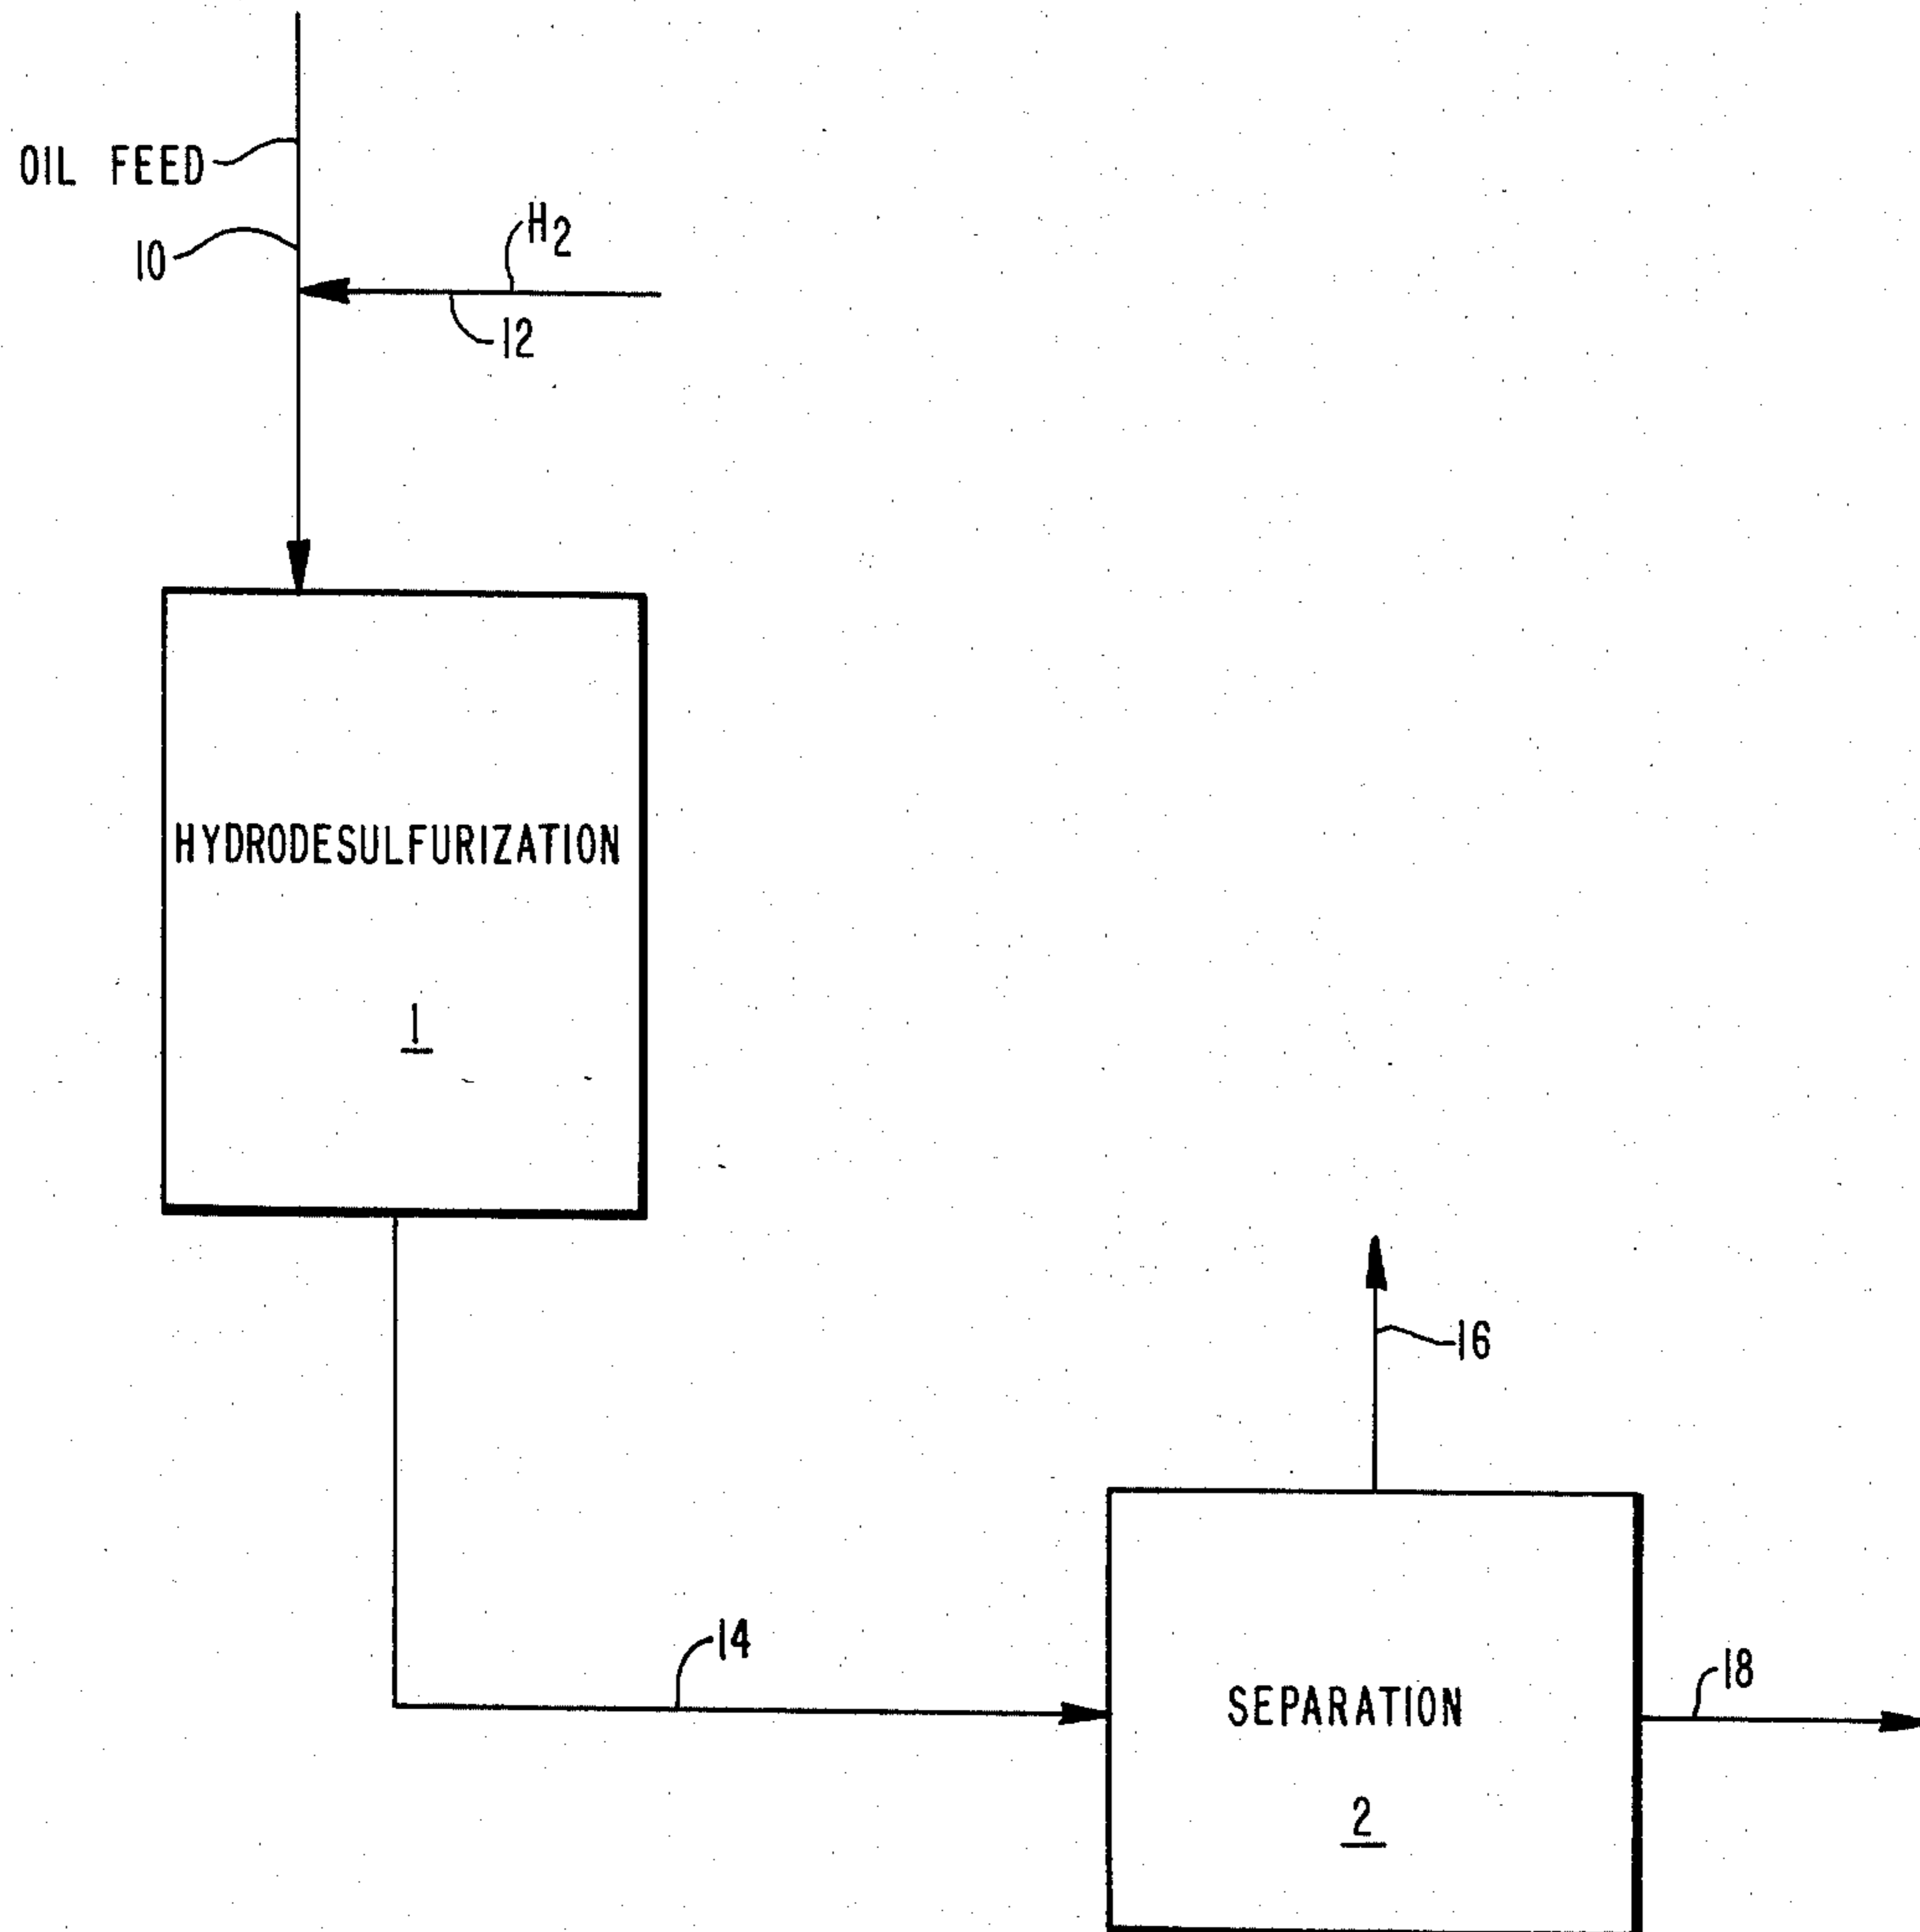 OIL FEED
10
H2
12
HYDRODESULFURIZATION
1
16
14
18
SEPARATION
2